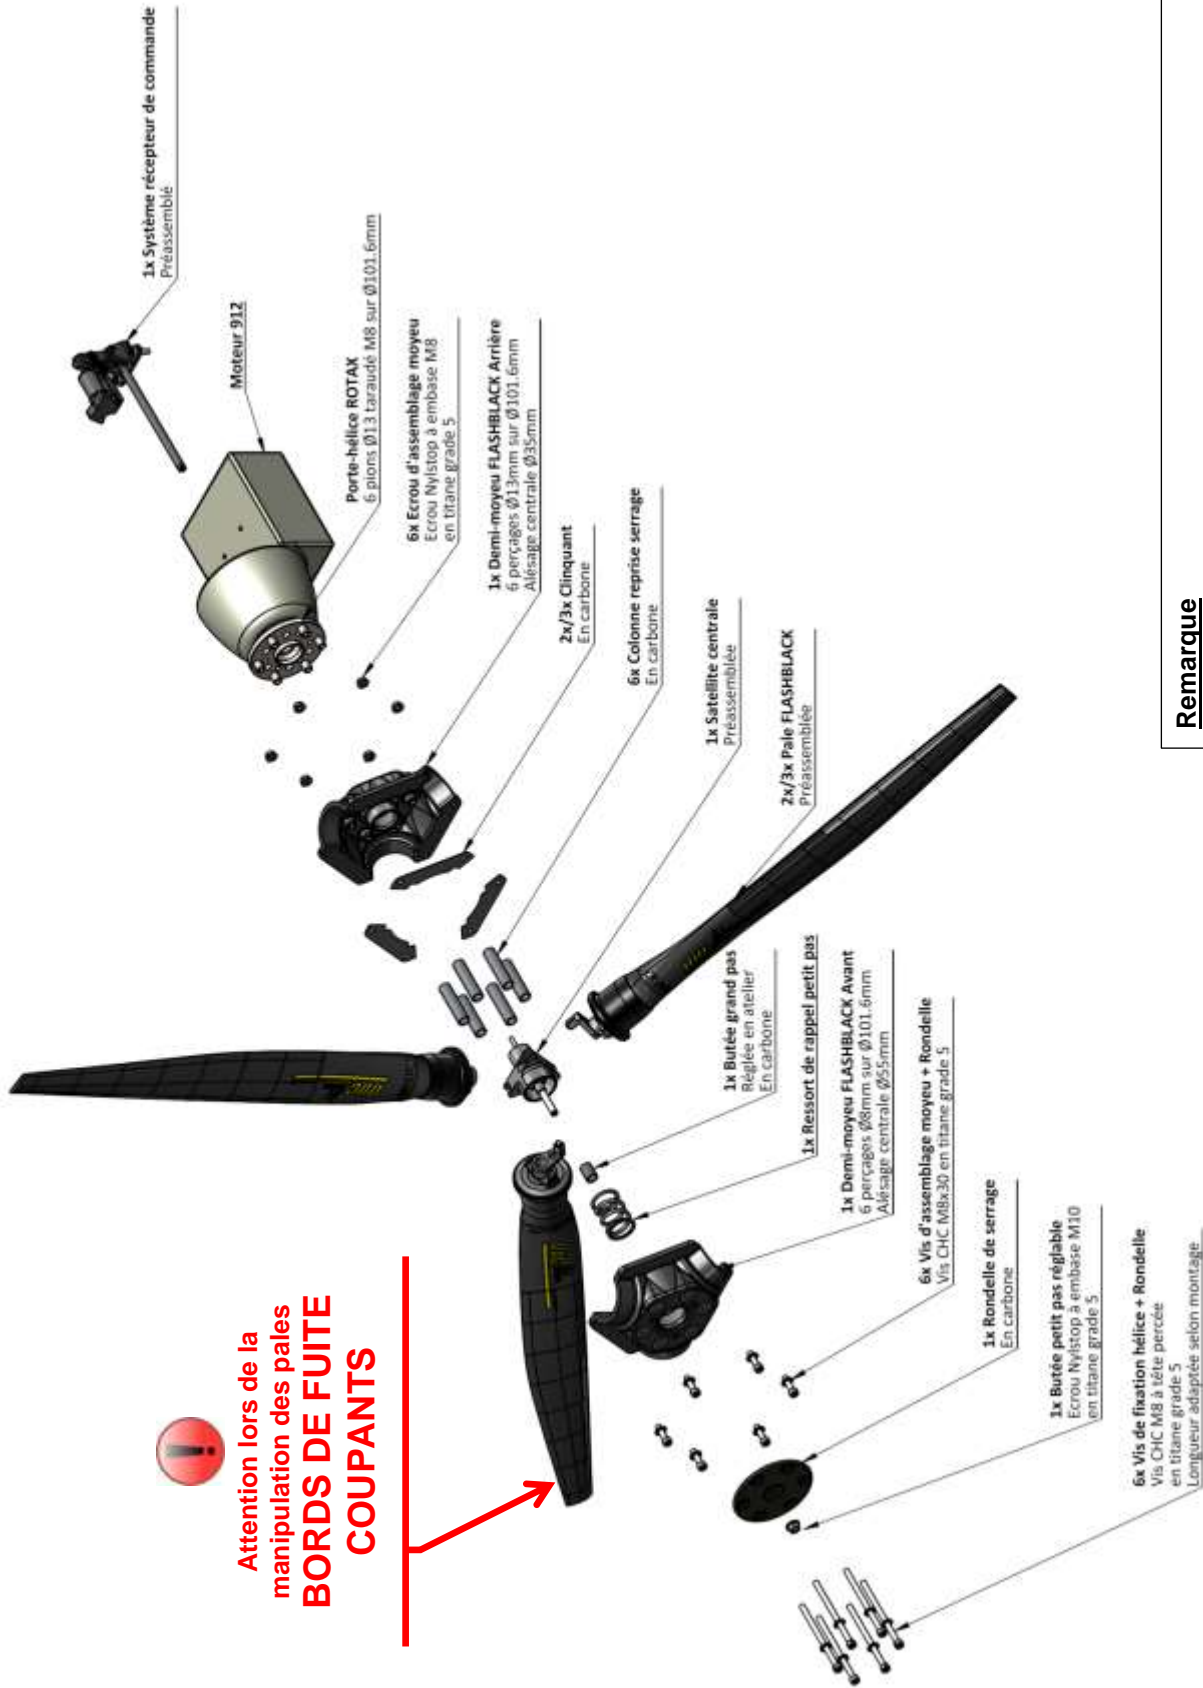 Attention lors de la
manipulation des pales
BORDS DE FUITE
COUPANTS
1x Système récepteur de commande
Préassemblé
Moteur 912
Porte-hélice ROTAX
6 pions Ø13 taraudé M8 sur Ø101.6mm
6x Ecrou d'assemblage moyeu
Ecrou Nylstop à embase M8
en titane grade 5
1x Demi-moyeu FLASHBLACK Arrière
6 perçages Ø13mm sur Ø101.6mm
Alésage centrale Ø35mm
2x/3x Clinquant
En carbone
6x Colonne reprise serrage
En carbone
1x Satellite centrale
Préassemblée
2x/3x Pale FLASHBLACK
Préassemblée
1x Butée grand pas
Réglée en atelier
En carbone
1x Ressort de rappel petit pas
1x Demi-moyeu FLASHBLACK Avant
6 perçages Ø8mm sur Ø101.6mm
Alésage centrale Ø55mm
6x Vis d'assemblage moyeu + Rondelle
Vis CHC M8x30 en titane grade 5
1x Rondelle de serrage
En carbone
1x Butée petit pas réglable
Ecrou Nylstop à embase M10
en titane grade 5
6x Vis de fixation hélice + Rondelle
Vis CHC M8 à tête percée
en titane grade 5
Longueur adaptée selon montage
Remarque